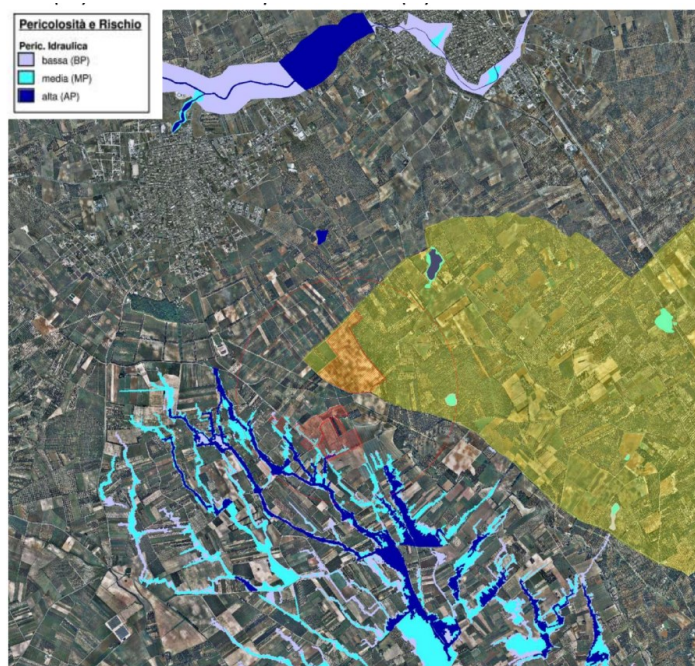 Pericolosità e Rischio
Peric. Idraulica
bassa (BP)
media (MP)
alta (AP)